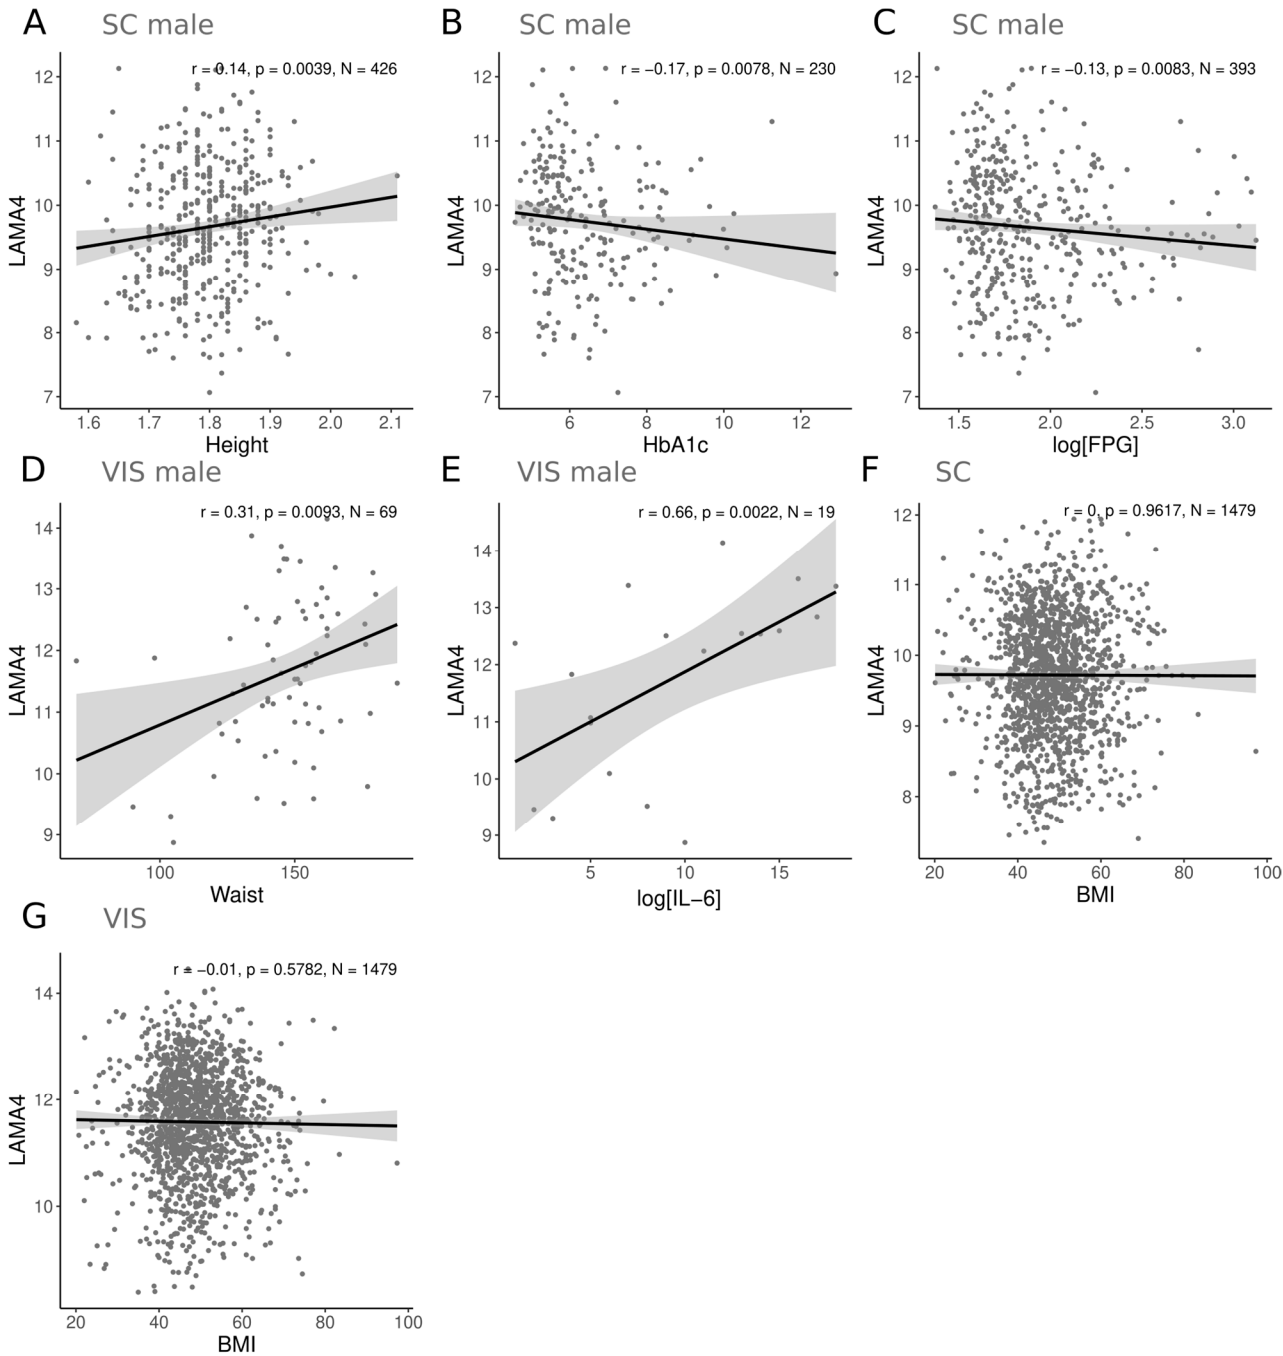 A SC male
r = 0.14, p = 0.0039, N = 426
LAMA4
12
11
10
9
8
7
1.6 1.7 1.8 1.9 2.0 2.1
Height
B SC male
r = −0.17, p = 0.0078, N = 230
LAMA4
12
11
10
9
8
7
6 8 10 12
HbA1c
C SC male
r = −0.13, p = 0.0083, N = 393
LAMA4
12
11
10
9
8
7
1.5 2.0 2.5 3.0
log[FPG]
D VIS male
r = 0.31, p = 0.0093, N = 69
LAMA4
14
13
12
11
10
9
100 150
Waist
E VIS male
r = 0.66, p = 0.0022, N = 19
LAMA4
14
13
12
11
10
9
5 10 15
log[IL−6]
F SC
r = 0, p = 0.9617, N = 1479
LAMA4
12
11
10
9
8
20 40 60 80 100
BMI
G VIS
r = −0.01, p = 0.5782, N = 1479
LAMA4
14
12
10
20 40 60 80 100
BMI